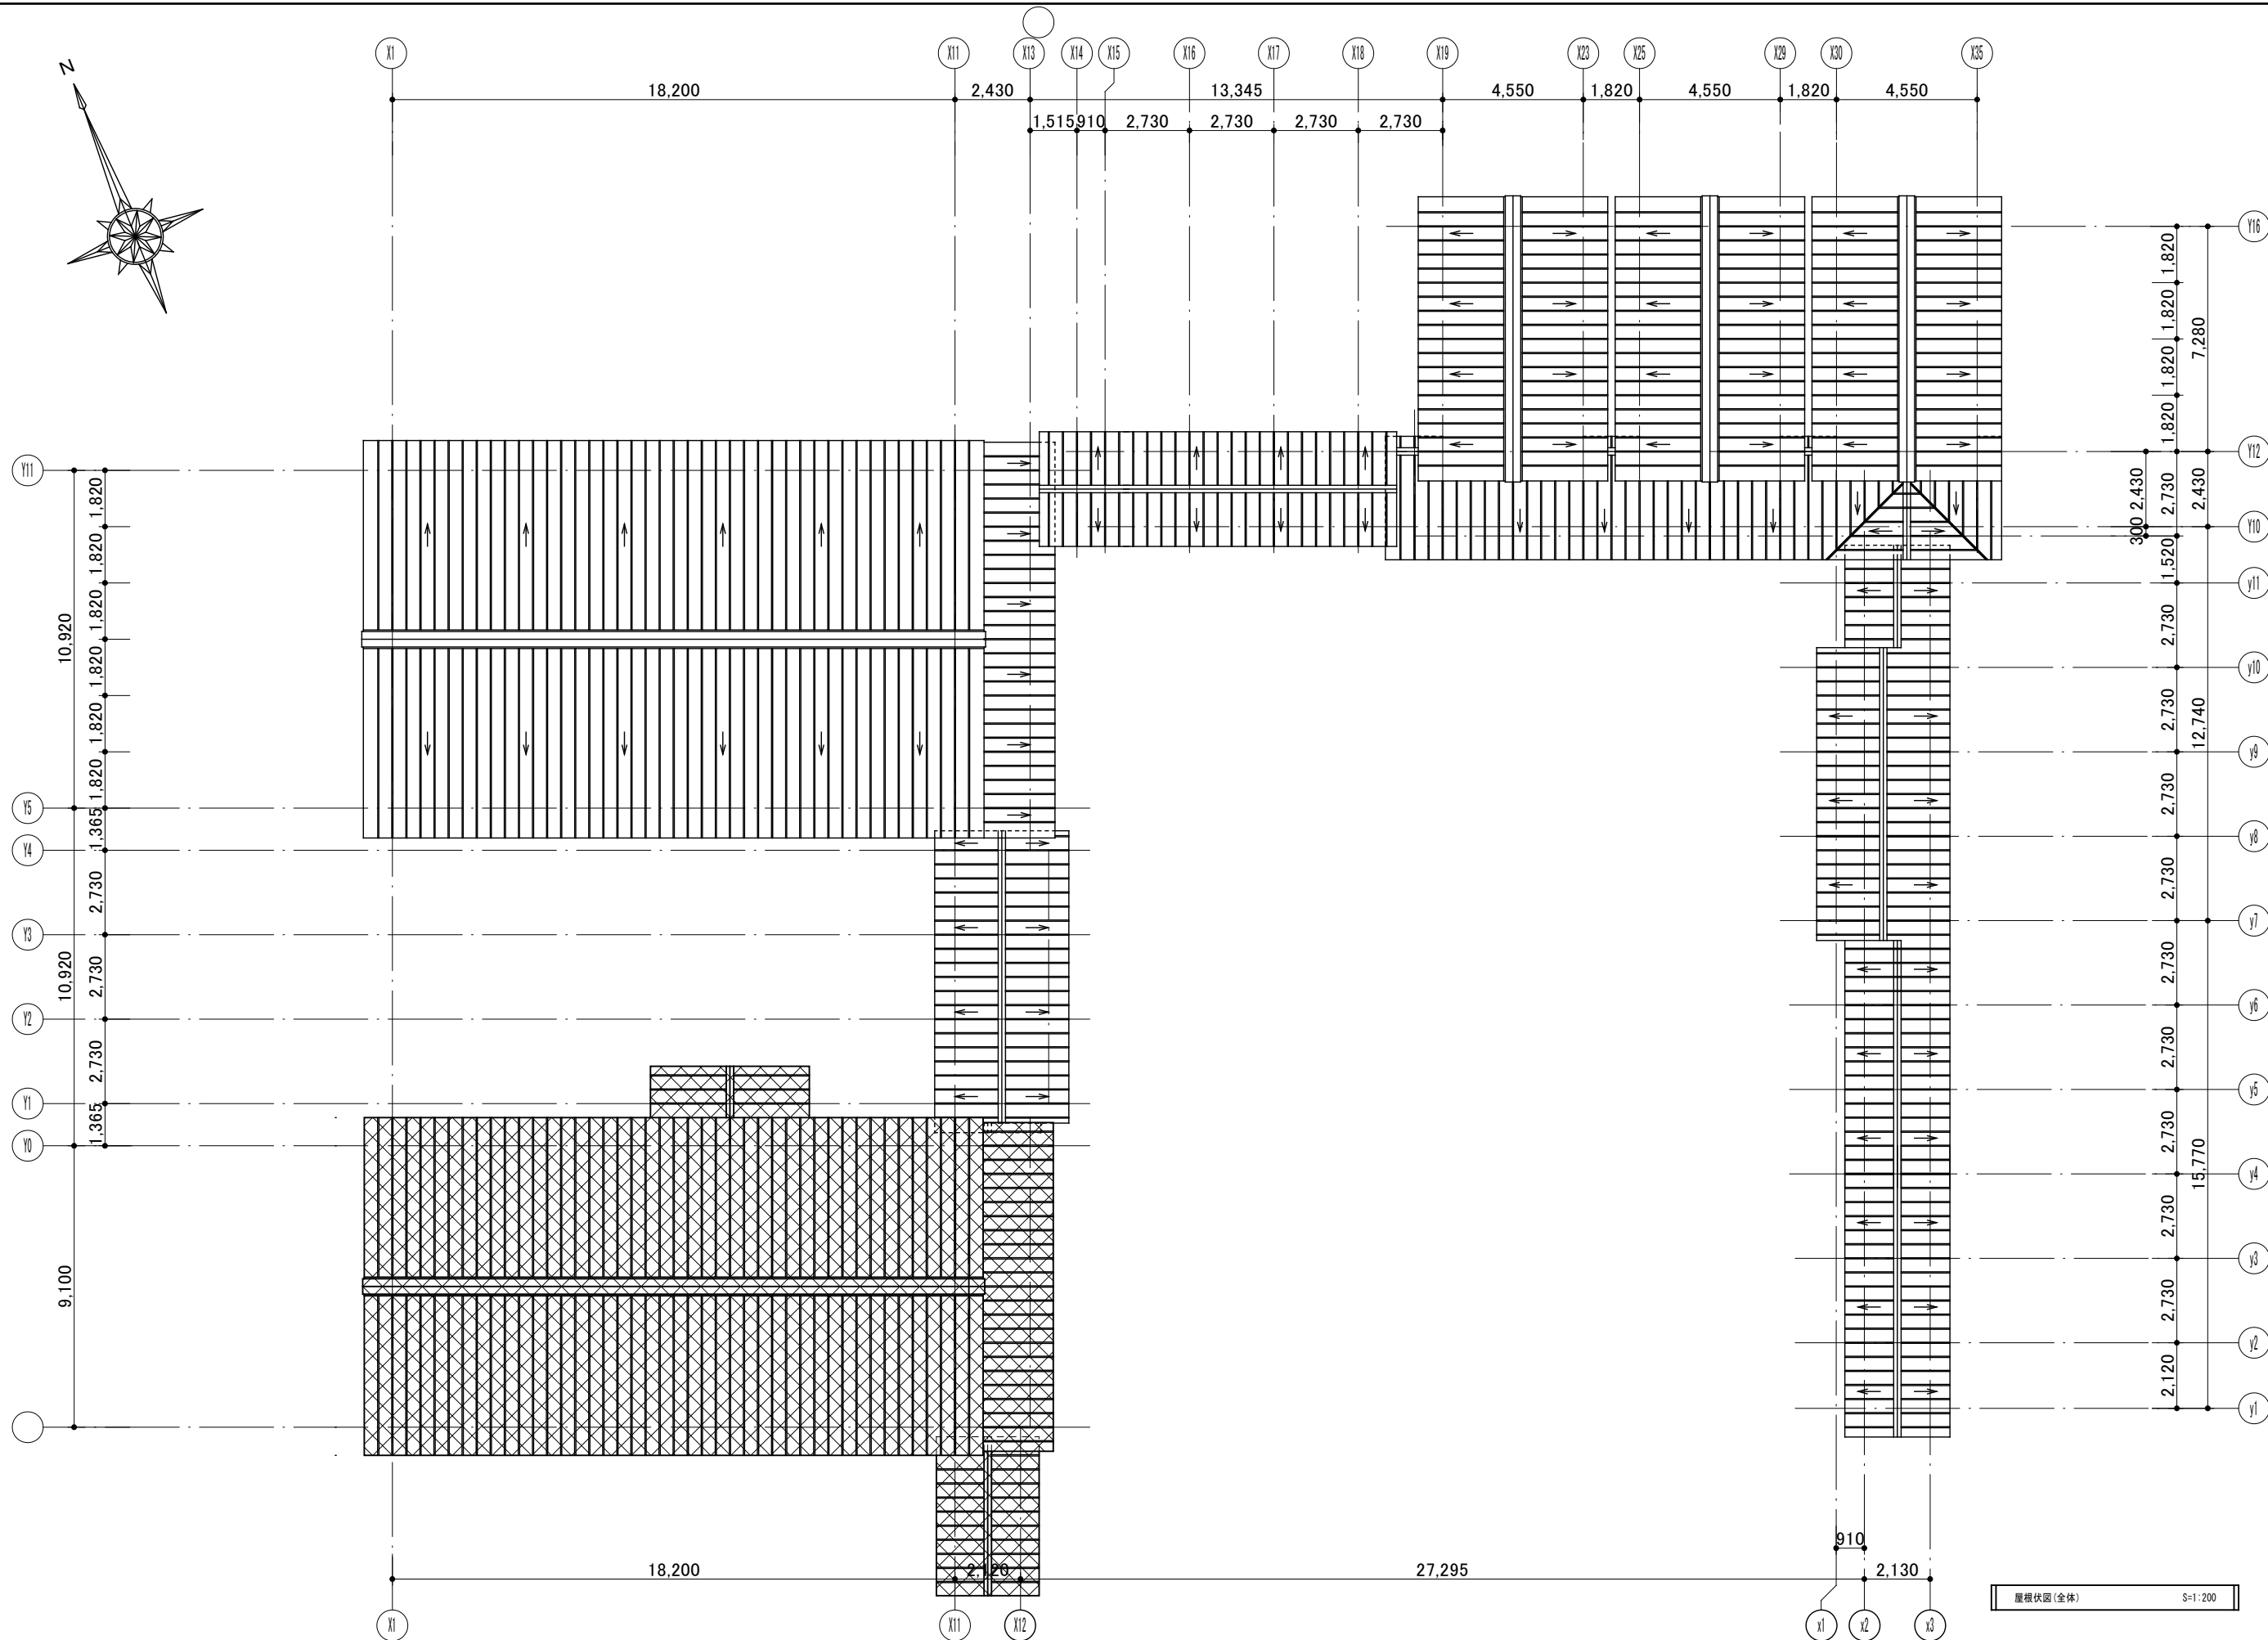 N
X1 X11 X13 X14 X15 X16 X17 X18 X19 X23 X25 X29 X30 X35
18,200 2,430 13,345 4,550 1,820 4,550 1,820 4,550
1,515 910 2,730 2,730 2,730 2,730
Y11
Y5
Y4
Y3
Y2
Y1
Y0
10,920
10,920
9,100
1,820
1,820
1,820
1,820
1,820
1,820
1,365
2,730
2,730
2,730
1,365
Y16
Y12
Y10
y11
y10
y9
y8
y7
y6
y5
y4
y3
y2
y1
1,820
1,820
1,820
1,820
2,730
1,520
2,730
2,730
2,730
2,730
2,730
2,730
2,730
2,730
2,730
2,120
2,430
300
7,280
2,430
12,740
15,770
910
18,200 2,120 27,295 2,130
X1 X11 X12 x1 x2 x3
屋根伏図(全体) S=1:200